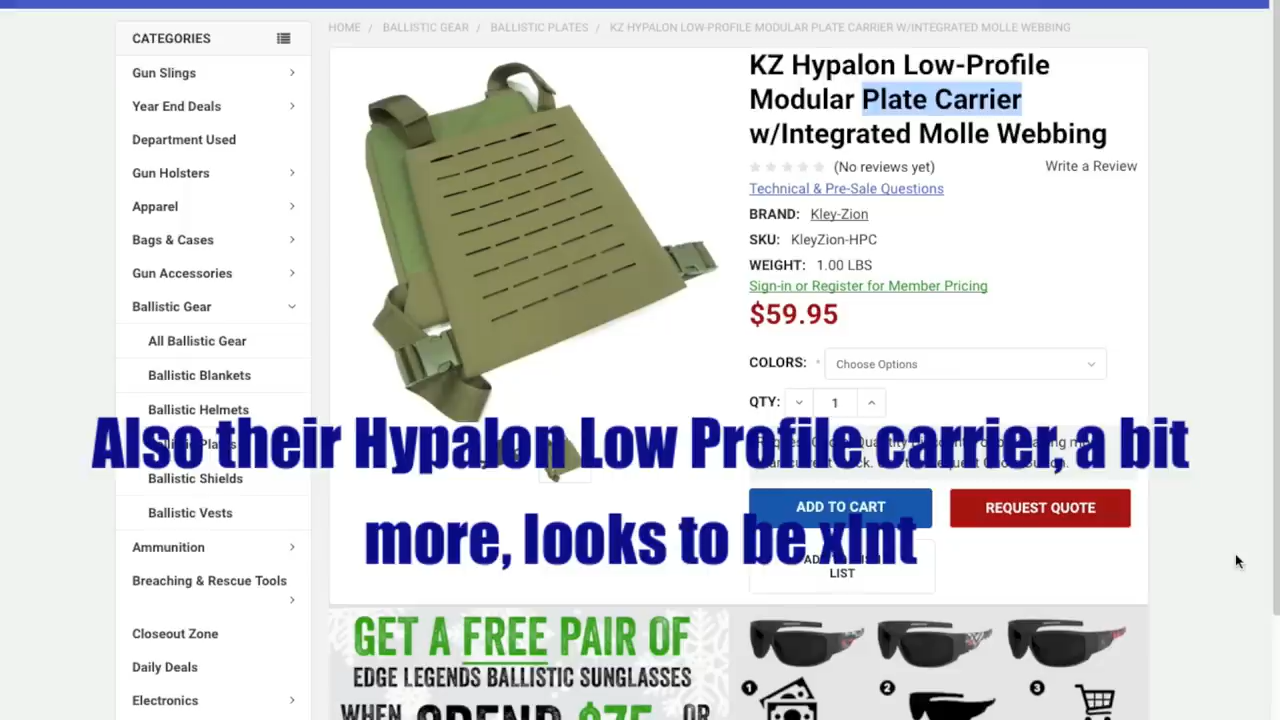 HOME / BALLISTIC GEAR / BALLISTIC PLATES / KZ HYPALON LOW-PROFILE MODULAR PLATE CARRIER W/INTEGRATED MOLLE WEBBING
CATEGORIES
Gun Slings
Year End Deals
Department Used
Gun Holsters
Apparel
Bags & Cases
Gun Accessories
Ballistic Gear
All Ballistic Gear
Ballistic Blankets
Ballistic Helmets
Ballistic Plates
Ballistic Shields
Ballistic Vests
Ammunition
Breaching & Rescue Tools
Closeout Zone
Daily Deals
Electronics
KZ Hypalon Low-Profile
Modular Plate Carrier
w/Integrated Molle Webbing
(No reviews yet) Write a Review
Technical & Pre-Sale Questions
BRAND: Kley-Zion
SKU: KleyZion-HPC
WEIGHT: 1.00 LBS
Sign-in or Register for Member Pricing
$59.95
COLORS: * Choose Options
QTY: 1
ADD TO CART
REQUEST QUOTE
LIST
Also their Hypalon Low Profile carrier, a bit
more, looks to be xlnt
GET A FREE PAIR OF
EDGE LEGENDS BALLISTIC SUNGLASSES
WHEN SPEND $75 OR
1 2 3